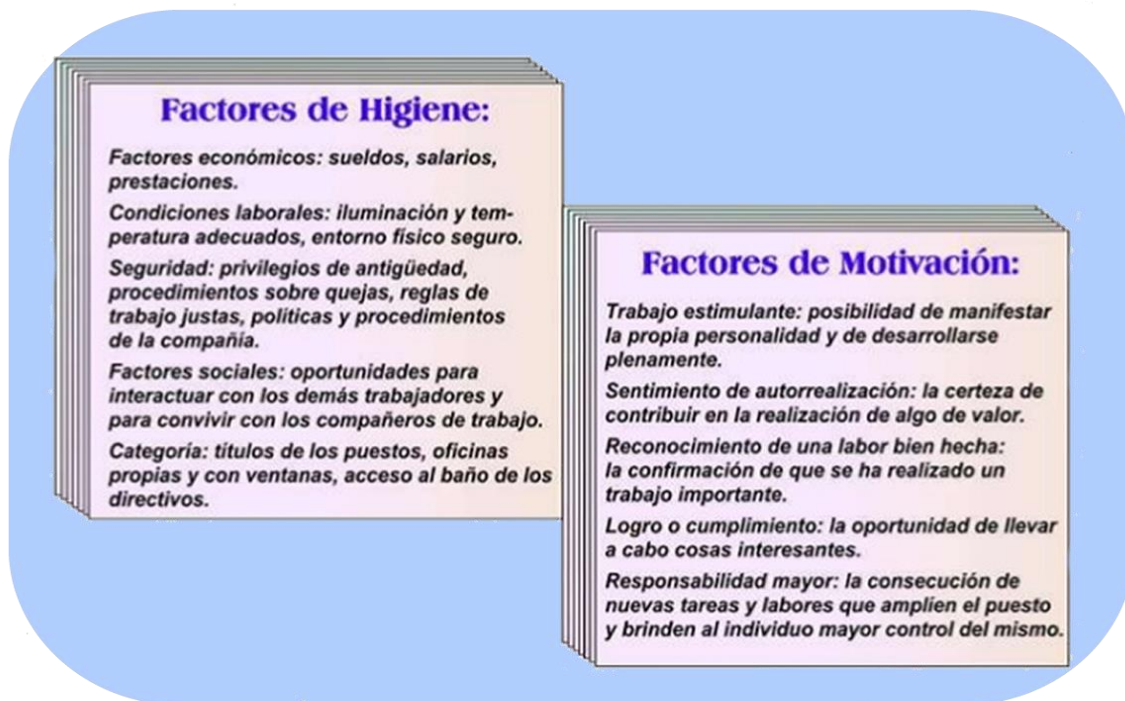 Factores de Higiene:
Factores económicos: sueldos, salarios,
prestaciones.
Condiciones laborales: iluminación y tem-
peratura adecuados, entorno físico seguro.
Seguridad: privilegios de antigüedad,
procedimientos sobre quejas, reglas de
trabajo justas, políticas y procedimientos
de la compañía.
Factores sociales: oportunidades para
interactuar con los demás trabajadores y
para convivir con los compañeros de trabajo.
Categoría: títulos de los puestos, oficinas
propias y con ventanas, acceso al baño de los
directivos.
Factores de Motivación:
Trabajo estimulante: posibilidad de manifestar
la propia personalidad y de desarrollarse
plenamente.
Sentimiento de autorrealización: la certeza de
contribuir en la realización de algo de valor.
Reconocimiento de una labor bien hecha:
la confirmación de que se ha realizado un
trabajo importante.
Logro o cumplimiento: la oportunidad de llevar
a cabo cosas interesantes.
Responsabilidad mayor: la consecución de
nuevas tareas y labores que amplíen el puesto
y brinden al individuo mayor control del mismo.